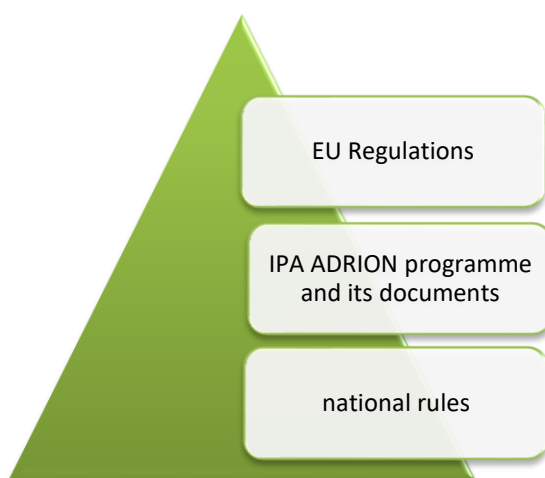 EU Regulations
IPA ADRION programme
and its documents
national rules